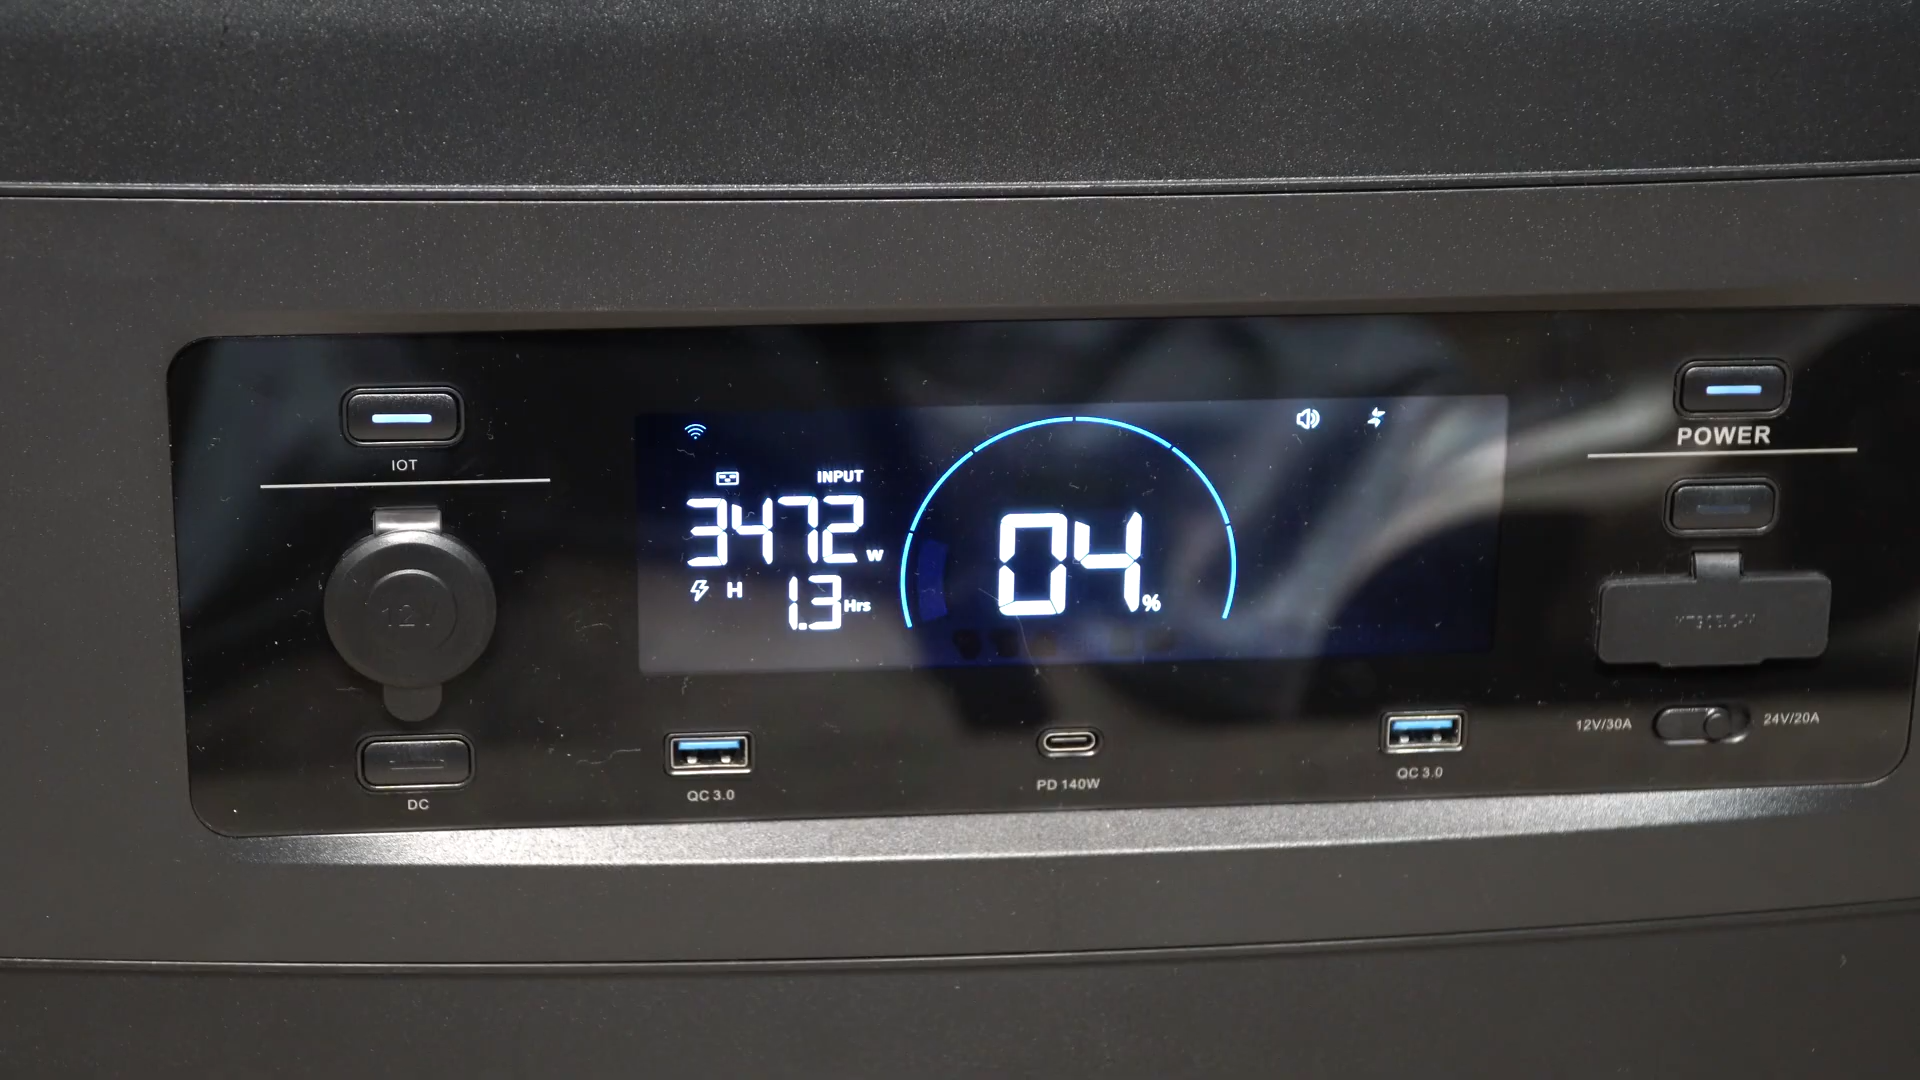 IOT
POWER
INPUT
3472 W
H 1.3 Hrs
04 %
12V
12V/30A
24V/20A
DC
QC 3.0
PD 140W
QC 3.0